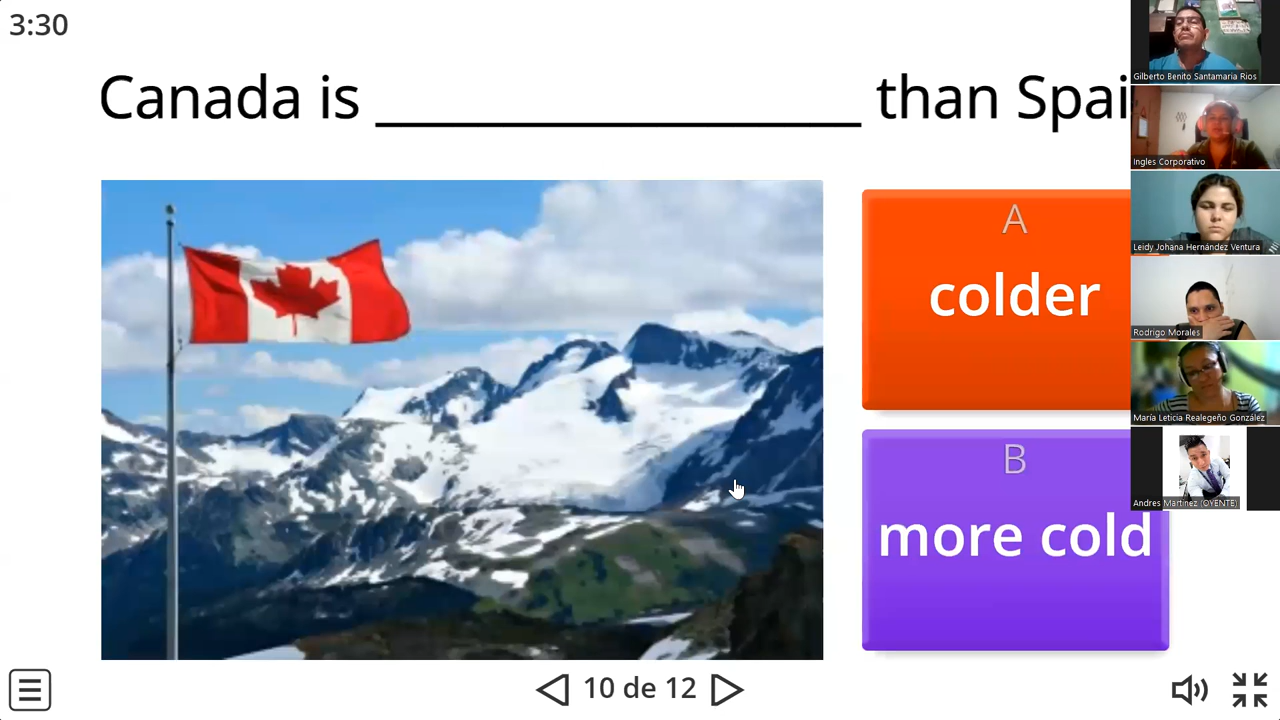 3:30
Canada is ________________ than Spai
A
colder
B
more cold
10 de 12
Gilberto Benito Santamaria Rios
Ingles Corporativo
Leidy Johana Hernández Ventura
Rodrigo Morales
María Leticia Realegeño González
Andres Martinez (OYENTE)